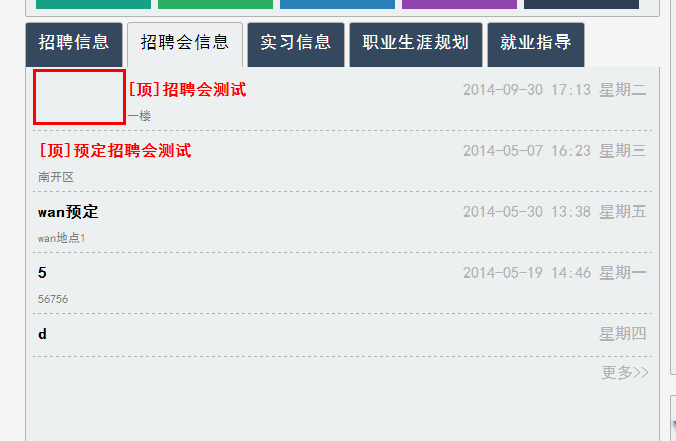 招聘信息 招聘会信息 实习信息 职业生涯规划 就业指导
[顶]招聘会测试 2014-09-30 17:13 星期二
一楼
[顶]预定招聘会测试 2014-05-07 16:23 星期三
南开区
wan预定 2014-05-30 13:38 星期五
wan地点1
5 2014-05-19 14:46 星期一
56756
d 星期四
更多>>